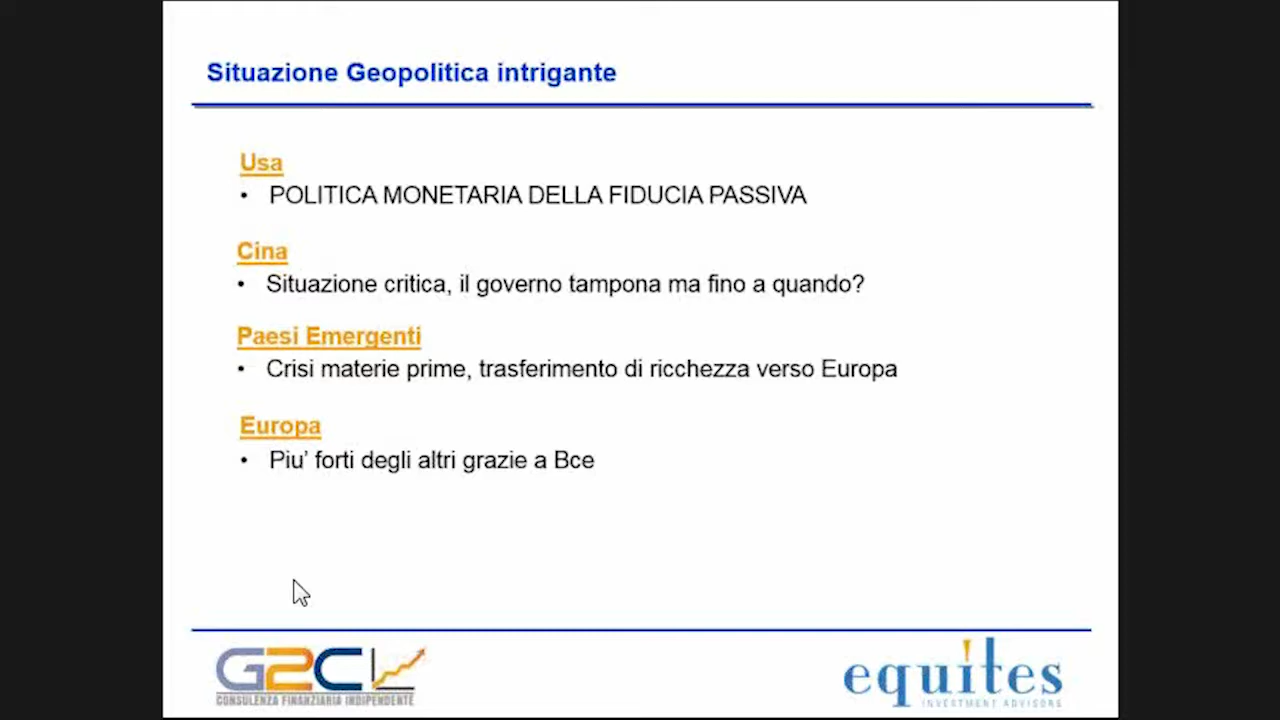 Situazione Geopolitica intrigante
Usa
• POLITICA MONETARIA DELLA FIDUCIA PASSIVA
Cina
• Situazione critica, il governo tampona ma fino a quando?
Paesi Emergenti
• Crisi materie prime, trasferimento di ricchezza verso Europa
Europa
• Piu' forti degli altri grazie a Bce
G2C
CONSULENZA FINANZIARIA INDIPENDENTE
equites
INVESTMENT ADVISORS